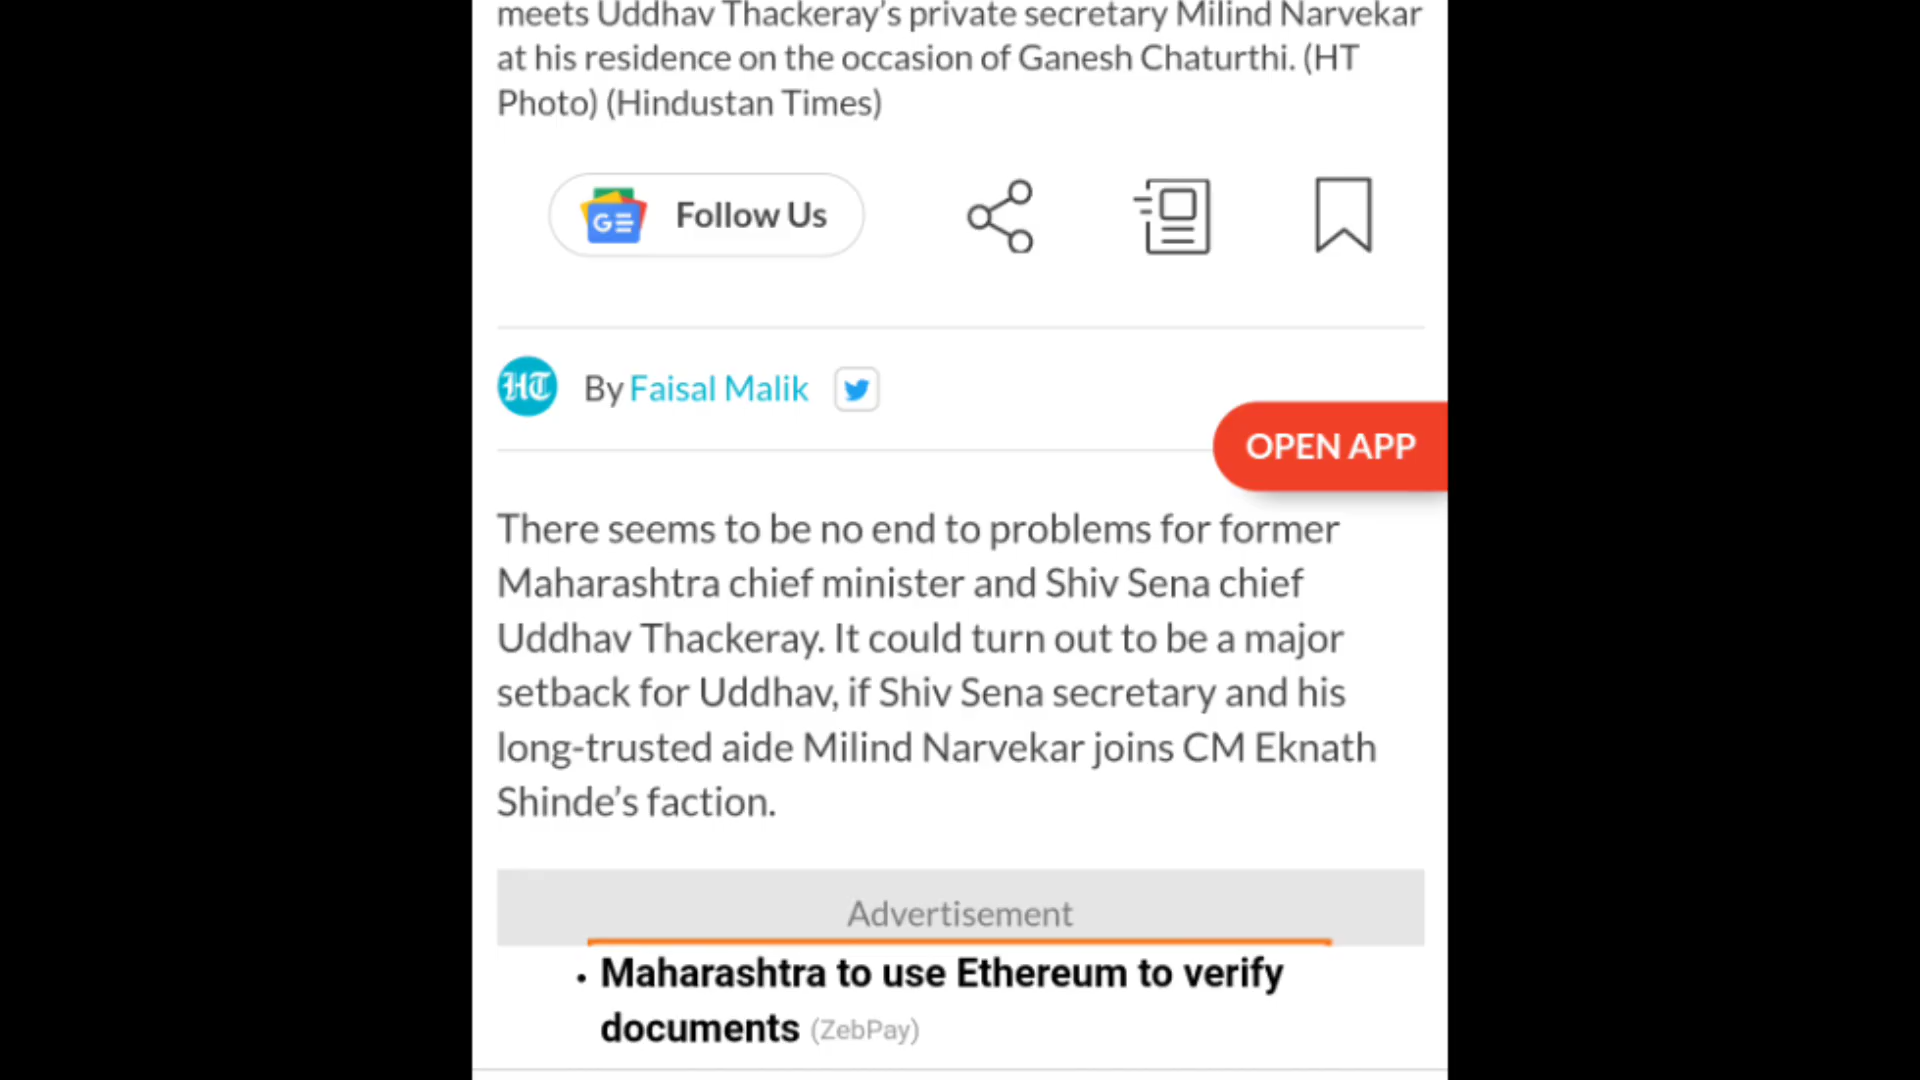 meets Uddhav Thackeray’s private secretary Milind Narvekar
at his residence on the occasion of Ganesh Chaturthi. (HT
Photo) (Hindustan Times)
GE Follow Us
HT By Faisal Malik
OPEN APP
There seems to be no end to problems for former
Maharashtra chief minister and Shiv Sena chief
Uddhav Thackeray. It could turn out to be a major
setback for Uddhav, if Shiv Sena secretary and his
long-trusted aide Milind Narvekar joins CM Eknath
Shinde’s faction.
Advertisement
• Maharashtra to use Ethereum to verify
documents (ZebPay)